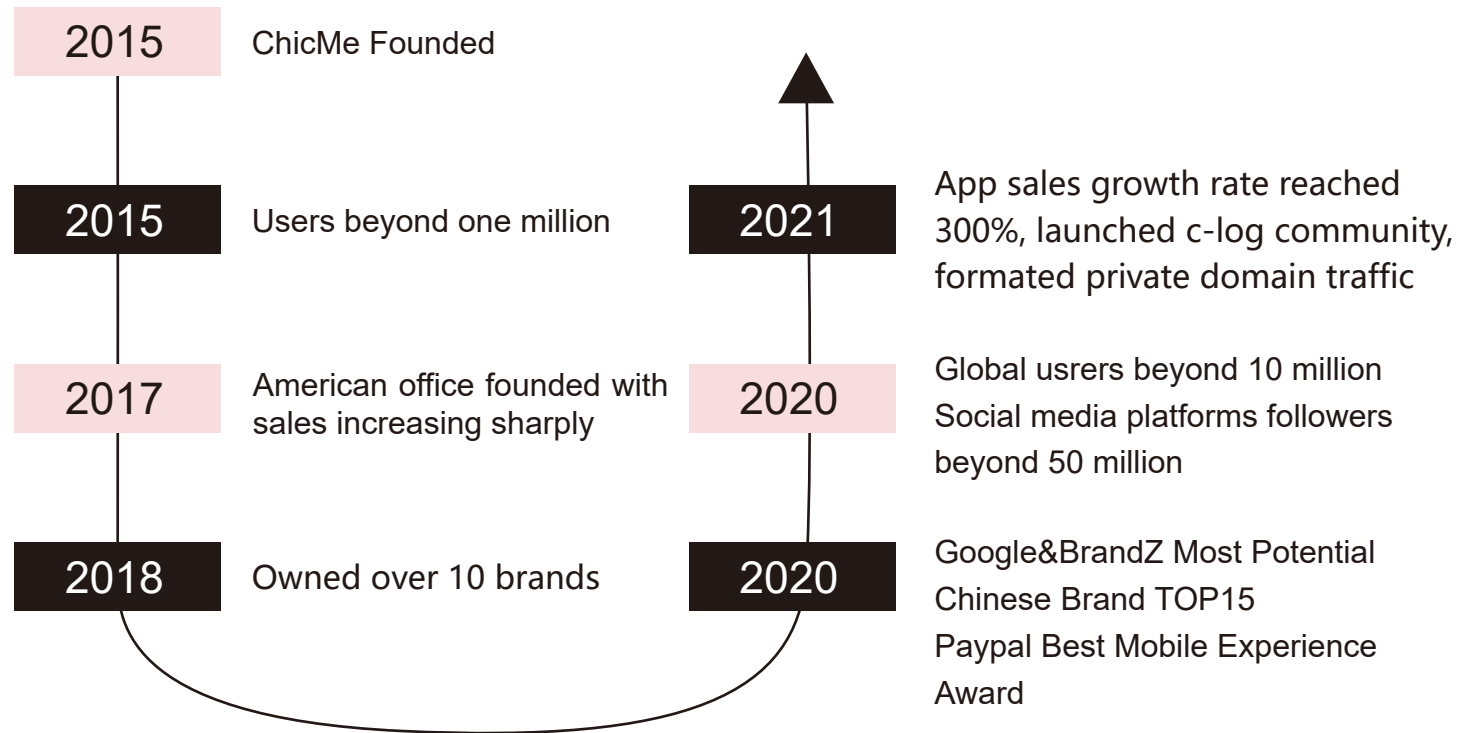 2015
ChicMe Founded
2015
Users beyond one million
2017
American office founded with
sales increasing sharply
2018
Owned over 10 brands
2020
Google&BrandZ Most Potential
Chinese Brand TOP15
Paypal Best Mobile Experience
Award
2020
Global usrers beyond 10 million
Social media platforms followers
beyond 50 million
2021
App sales growth rate reached
300%, launched c-log community,
formated private domain traffic